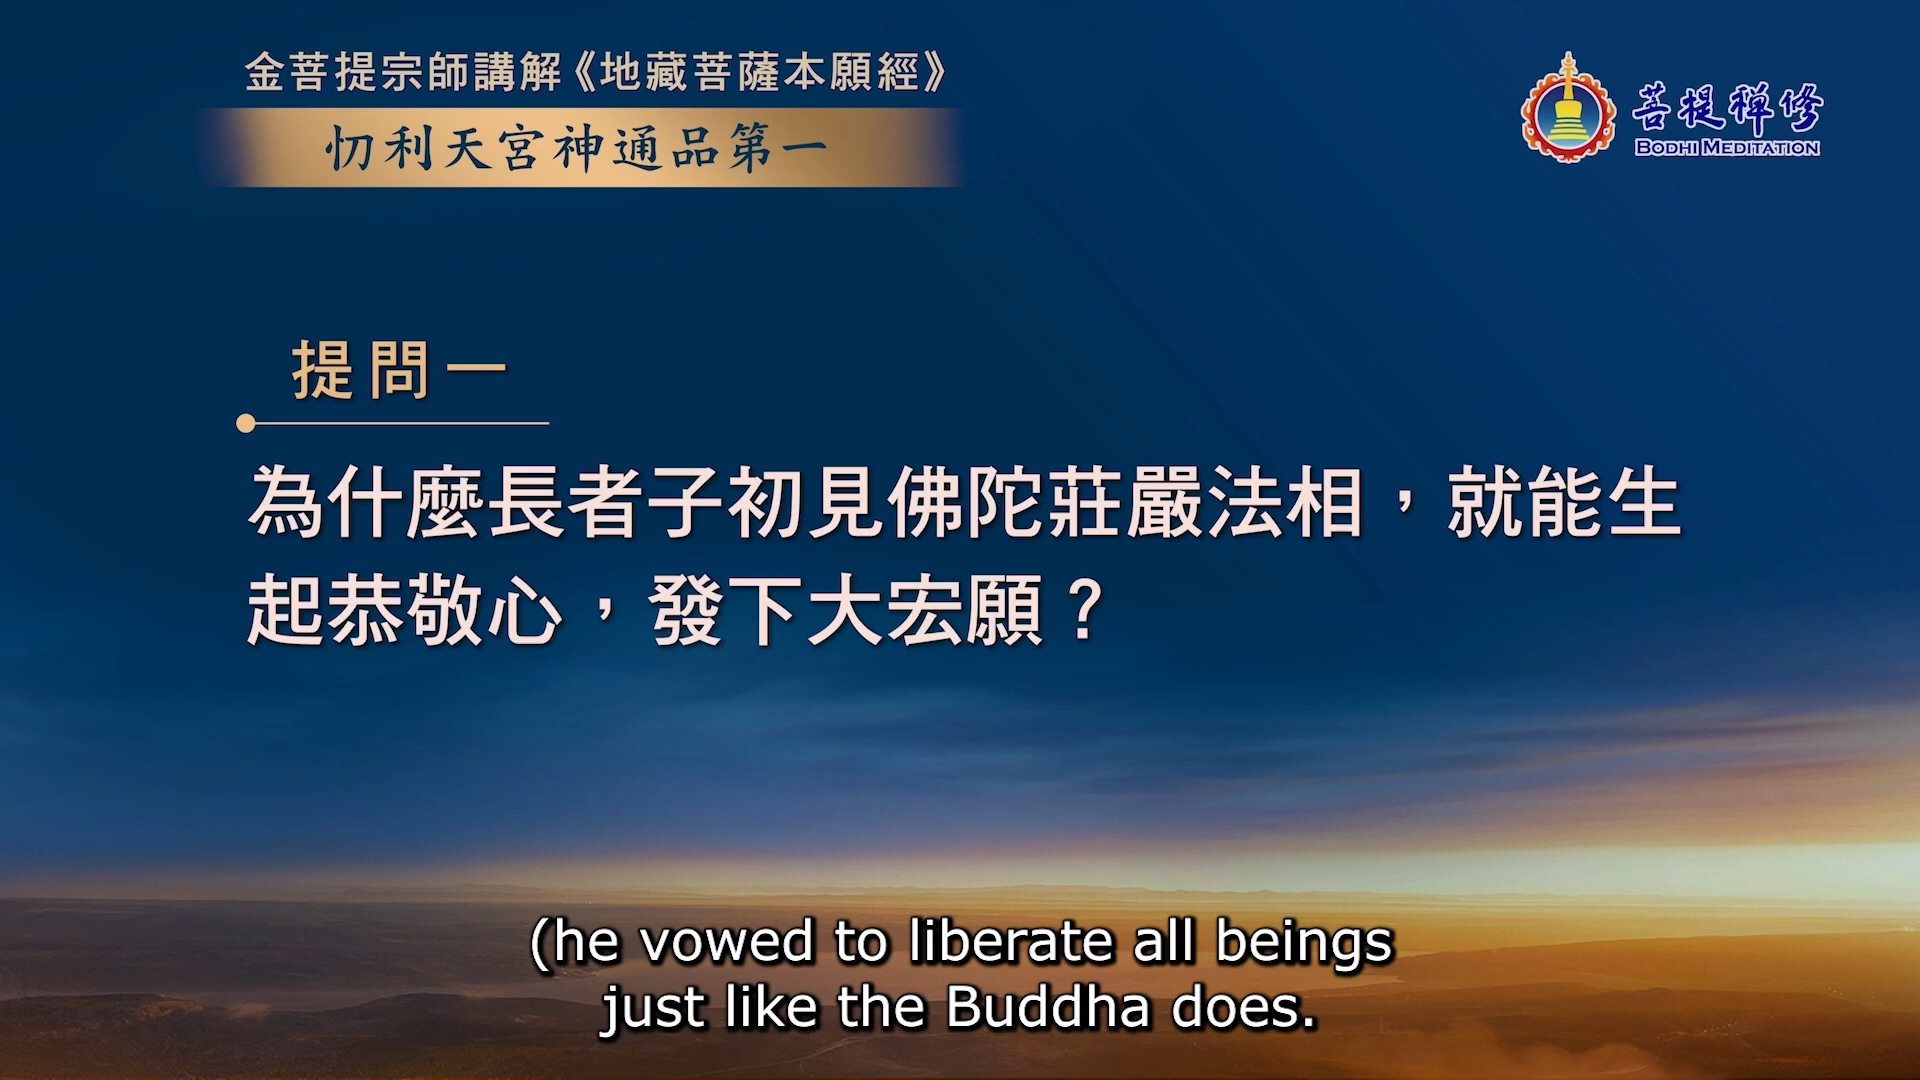 金菩提宗師講解《地藏菩薩本願經》
忉利天宮神通品第一
菩提禪修
BODHI MEDITATION
提問一
為什麼長者子初見佛陀莊嚴法相，就能生
起恭敬心，發下大宏願？
(he vowed to liberate all beings
just like the Buddha does.